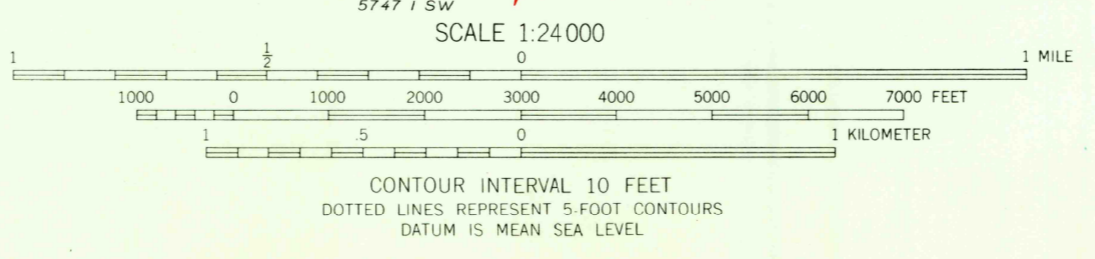 5747 I SW
SCALE 1:24000
1 ½ 0 1 MILE
1000 0 1000 2000 3000 4000 5000 6000 7000 FEET
1 .5 0 1 KILOMETER
CONTOUR INTERVAL 10 FEET
DOTTED LINES REPRESENT 5-FOOT CONTOURS
DATUM IS MEAN SEA LEVEL